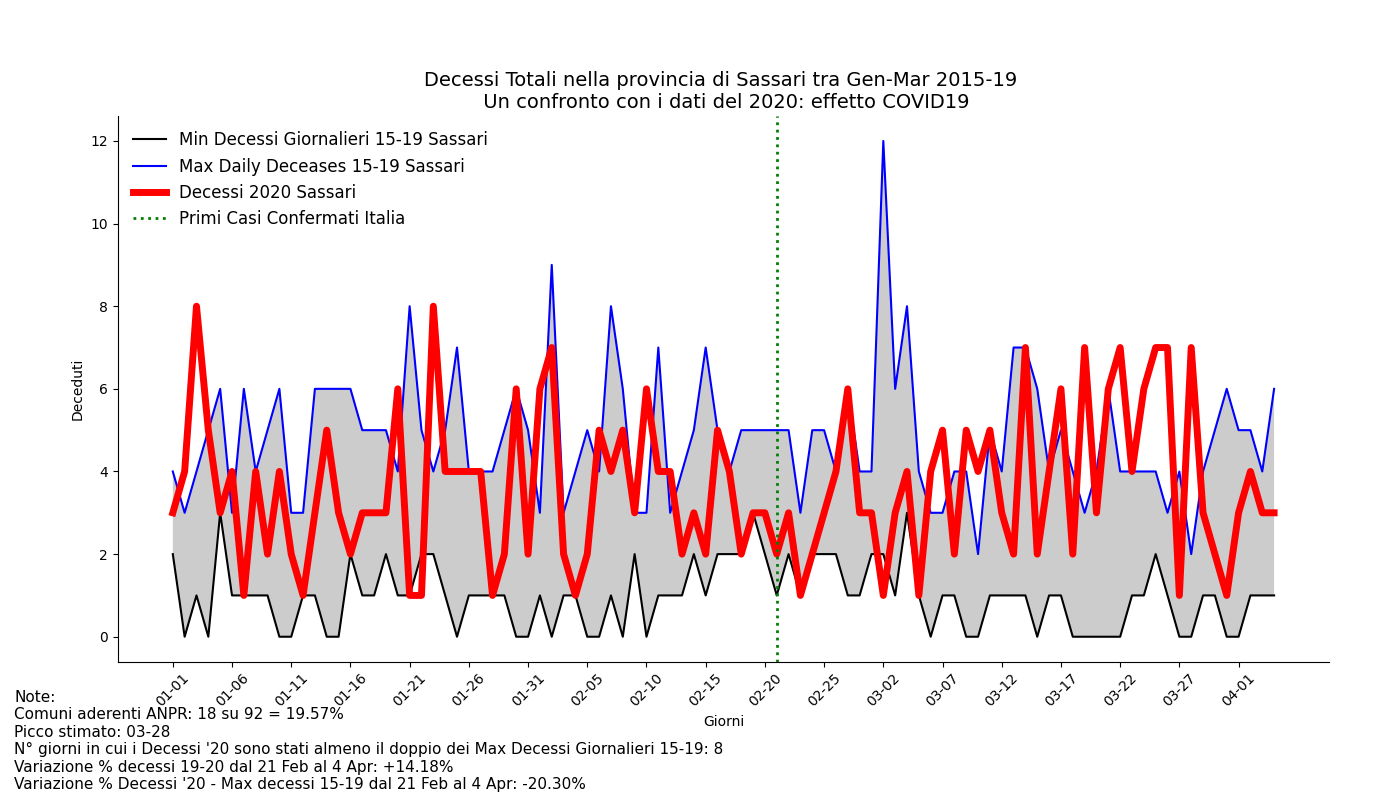 Decessi Totali nella provincia di Sassari tra Gen-Mar 2015-19
Un confronto con i dati del 2020: effetto COVID19
Min Decessi Giornalieri 15-19 Sassari
Max Daily Deceases 15-19 Sassari
Decessi 2020 Sassari
Primi Casi Confermati Italia
Deceduti
12
10
8
6
4
2
0
01-01
01-06
01-11
01-16
01-21
01-26
01-31
02-05
02-10
02-15
02-20
02-25
03-02
03-07
03-12
03-17
03-22
03-27
04-01
Giorni
Note:
Comuni aderenti ANPR: 18 su 92 = 19.57%
Picco stimato: 03-28
N° giorni in cui i Decessi '20 sono stati almeno il doppio dei Max Decessi Giornalieri 15-19: 8
Variazione % decessi 19-20 dal 21 Feb al 4 Apr: +14.18%
Variazione % Decessi '20 - Max decessi 15-19 dal 21 Feb al 4 Apr: -20.30%